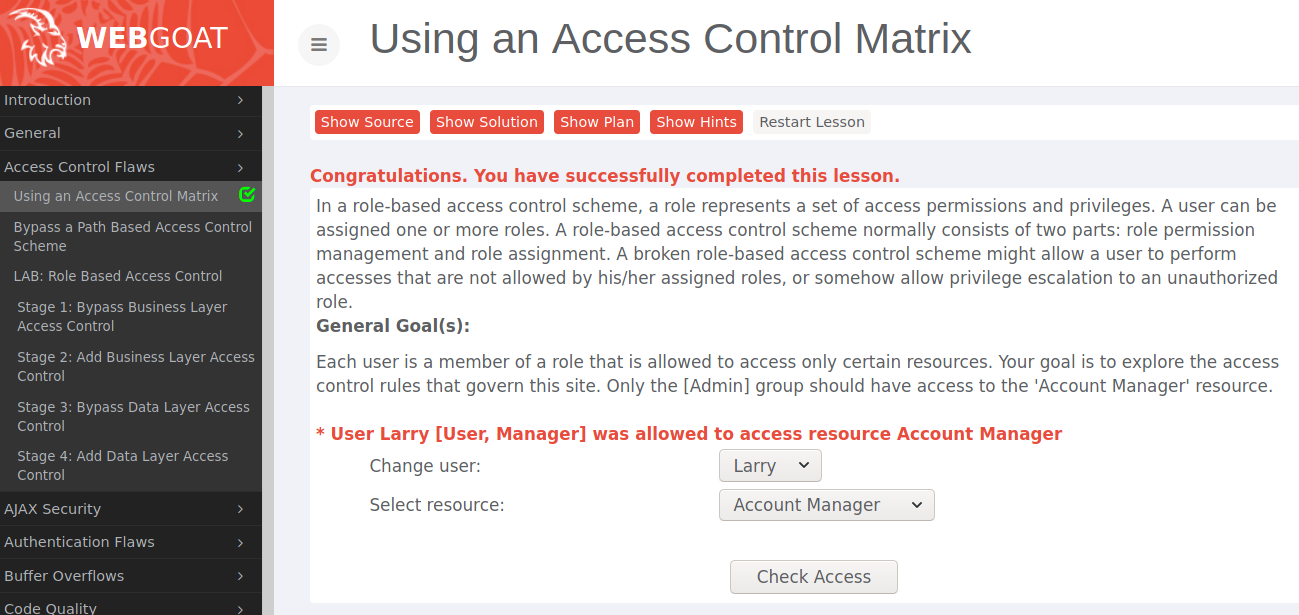 WEBGOAT
Using an Access Control Matrix
Introduction
General
Access Control Flaws
Using an Access Control Matrix
Bypass a Path Based Access Control
Scheme
LAB: Role Based Access Control
Stage 1: Bypass Business Layer
Access Control
Stage 2: Add Business Layer Access
Control
Stage 3: Bypass Data Layer Access
Control
Stage 4: Add Data Layer Access
Control
AJAX Security
Authentication Flaws
Buffer Overflows
Code Quality
Show Source Show Solution Show Plan Show Hints Restart Lesson
Congratulations. You have successfully completed this lesson.
In a role-based access control scheme, a role represents a set of access permissions and privileges. A user can be
assigned one or more roles. A role-based access control scheme normally consists of two parts: role permission
management and role assignment. A broken role-based access control scheme might allow a user to perform
accesses that are not allowed by his/her assigned roles, or somehow allow privilege escalation to an unauthorized
role.
General Goal(s):
Each user is a member of a role that is allowed to access only certain resources. Your goal is to explore the access
control rules that govern this site. Only the [Admin] group should have access to the 'Account Manager' resource.
* User Larry [User, Manager] was allowed to access resource Account Manager
Change user: Larry
Select resource: Account Manager
Check Access